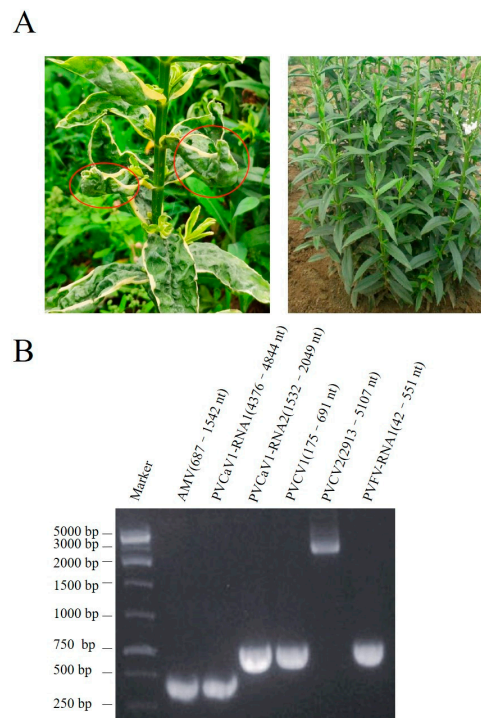 A
B
Marker
AMV(687 – 1542 nt)
PVCaV1-RNA1(4376 – 4844 nt)
PVCaV1-RNA2(1532 – 2049 nt)
PVCV1(175 – 691 nt)
PVCV2(2913 – 5107 nt)
PVFV-RNA1(42 – 551 nt)
5000 bp
3000 bp
2000 bp
1500 bp
1000 bp
750 bp
500 bp
250 bp